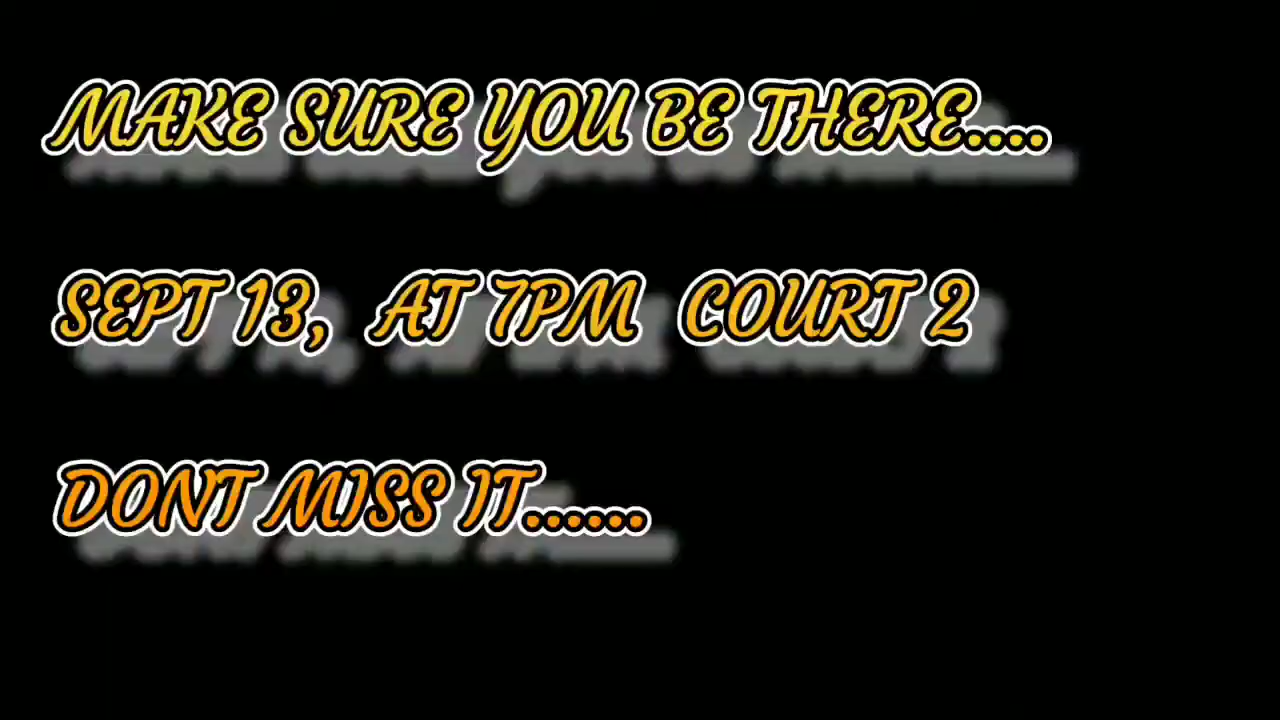 MAKE SURE YOU BE THERE....
SEPT 13, AT 7PM COURT 2
DONT MISS IT......